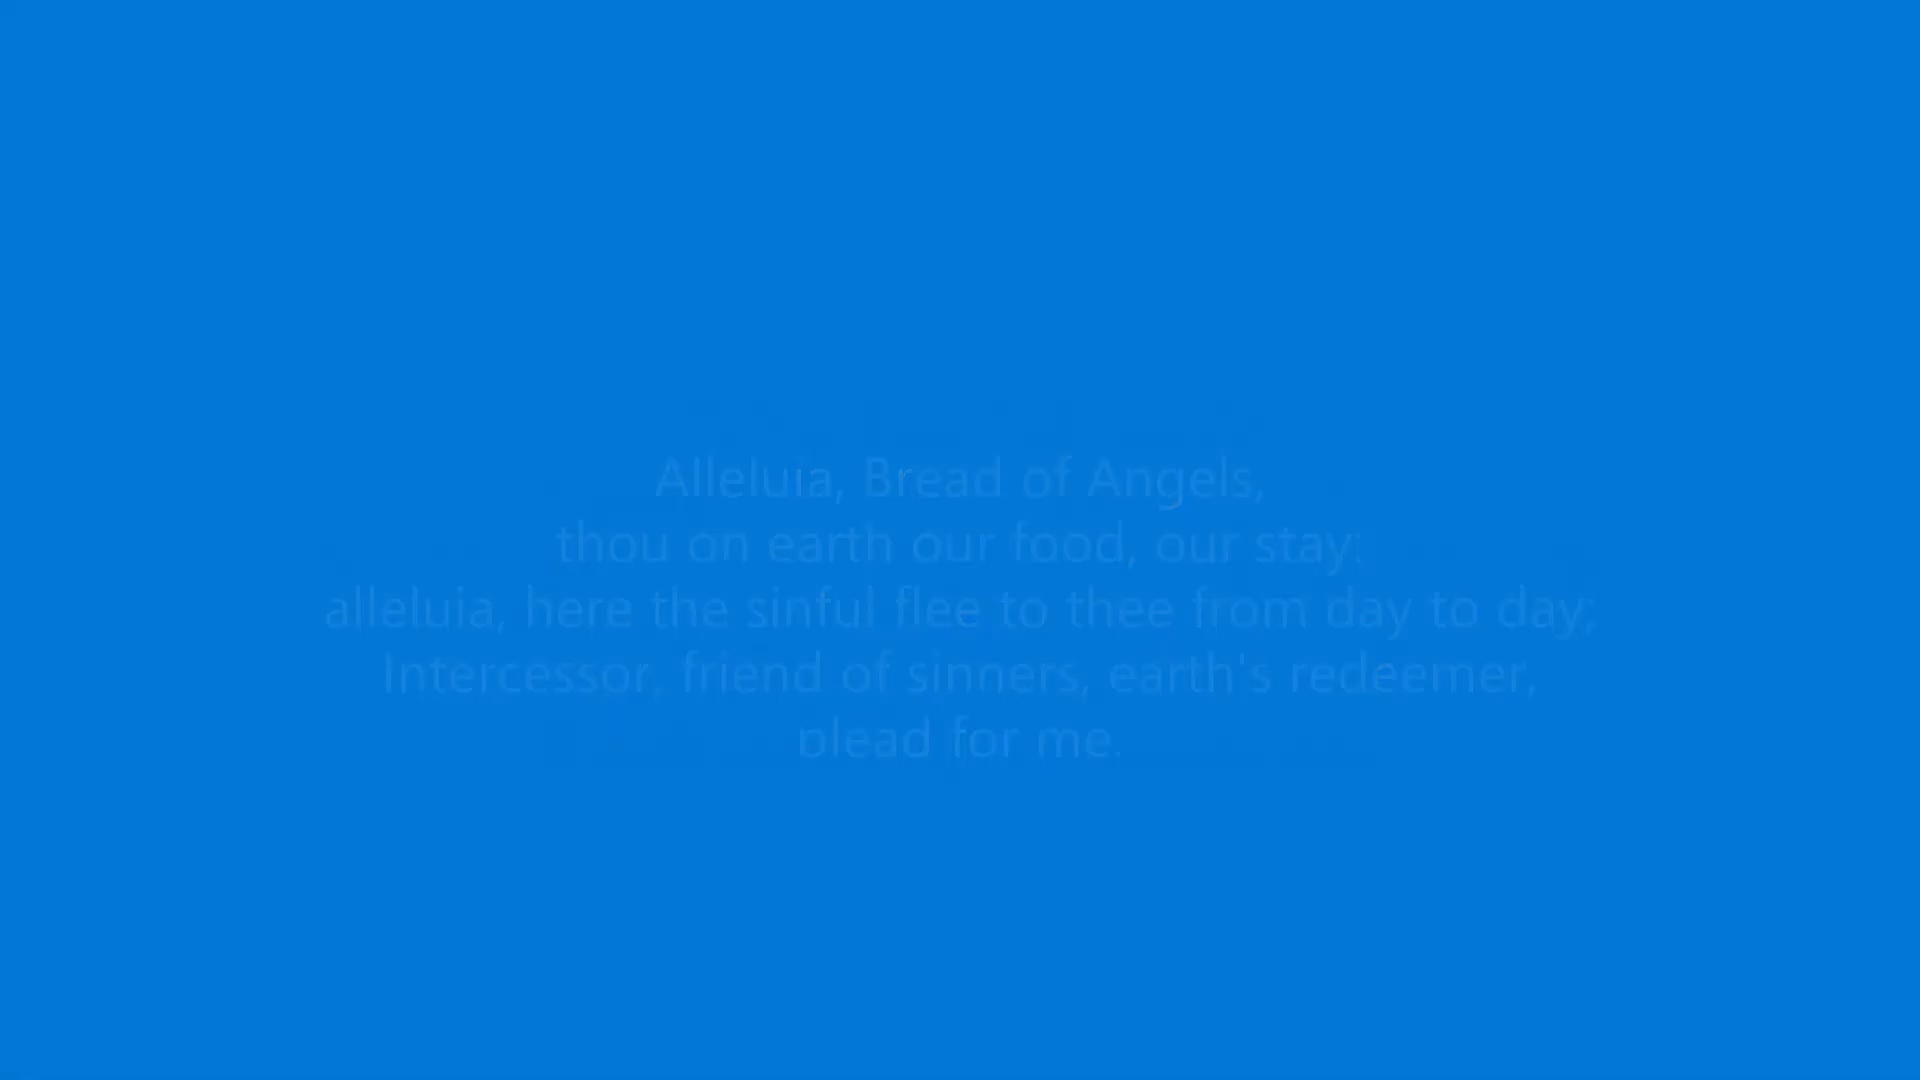 Alleluia, Bread of Angels,
thou on earth our food, our stay:
alleluia, here the sinful flee to thee from day to day;
Intercessor, friend of sinners, earth's redeemer,
plead for me.